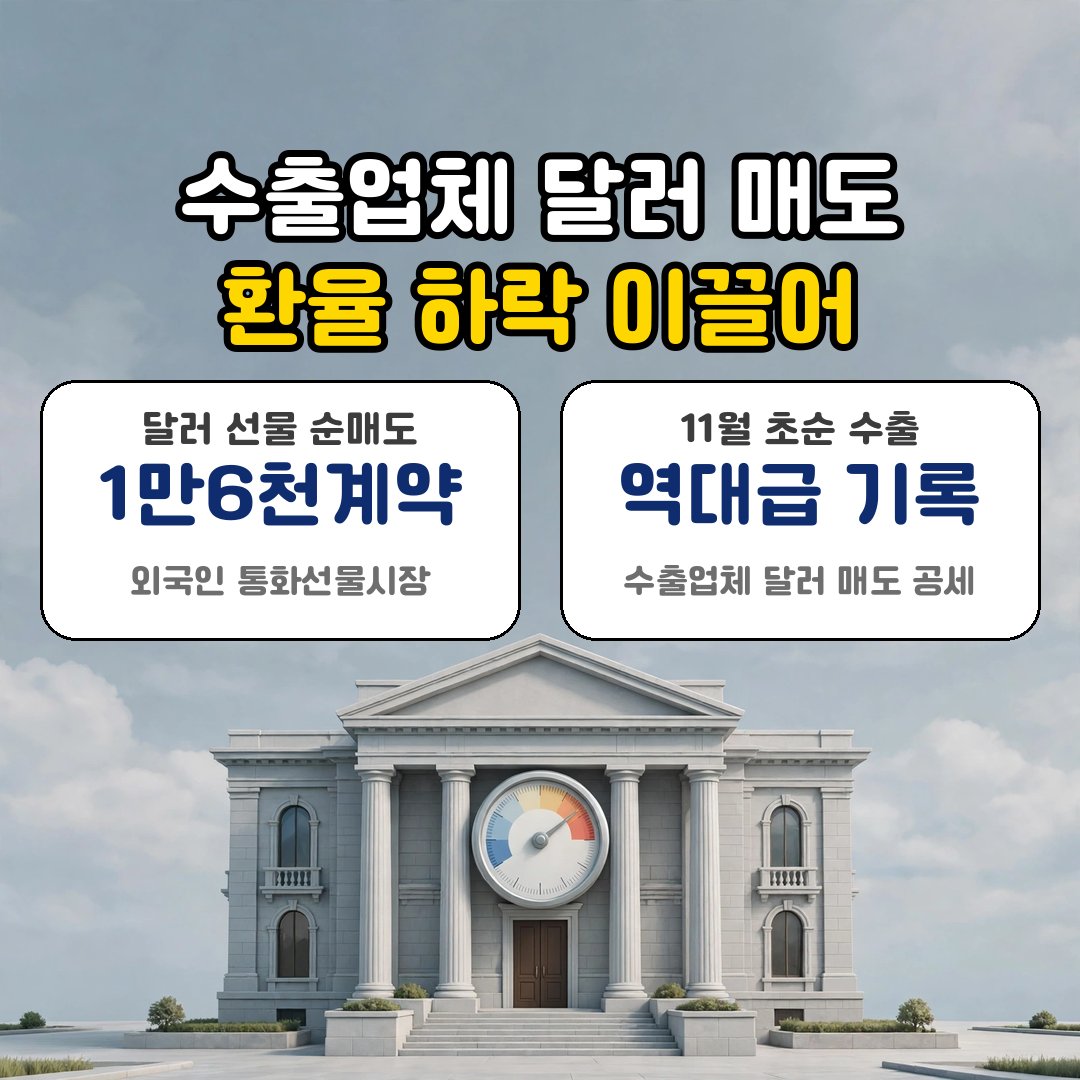 수출업체 달러 매도
환율 하락 이끌어
달러 선물 순매도
1만6천계약
외국인 통화선물시장
11월 초순 수출
역대급 기록
수출업체 달러 매도 공세